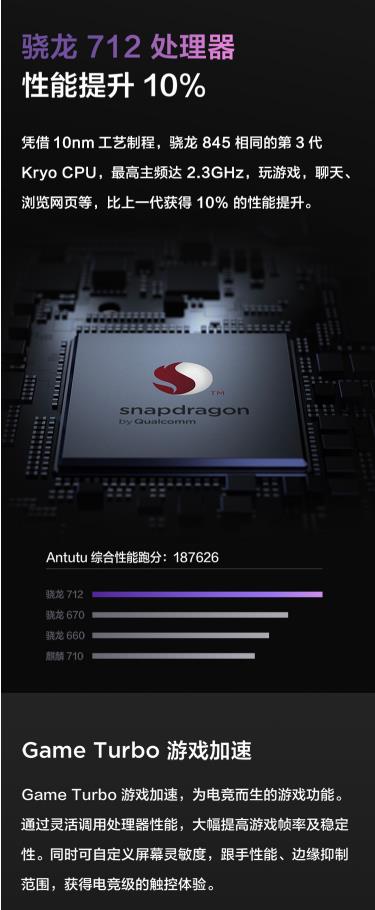 骁龙 712 处理器
性能提升 10%
凭借 10nm 工艺制程，骁龙 845 相同的第 3 代
Kryo CPU，最高主频达 2.3GHz，玩游戏，聊天、
浏览网页等，比上一代获得 10% 的性能提升。
TM
snapdragon
by Qualcomm
Antutu 综合性能跑分：187626
骁龙 712
骁龙 670
骁龙 660
麒麟 710
Game Turbo 游戏加速
Game Turbo 游戏加速，为电竞而生的游戏功能。
通过灵活调用处理器性能，大幅提高游戏帧率及稳定
性。同时可自定义屏幕灵敏度，跟手性能、边缘抑制
范围，获得电竞级的触控体验。